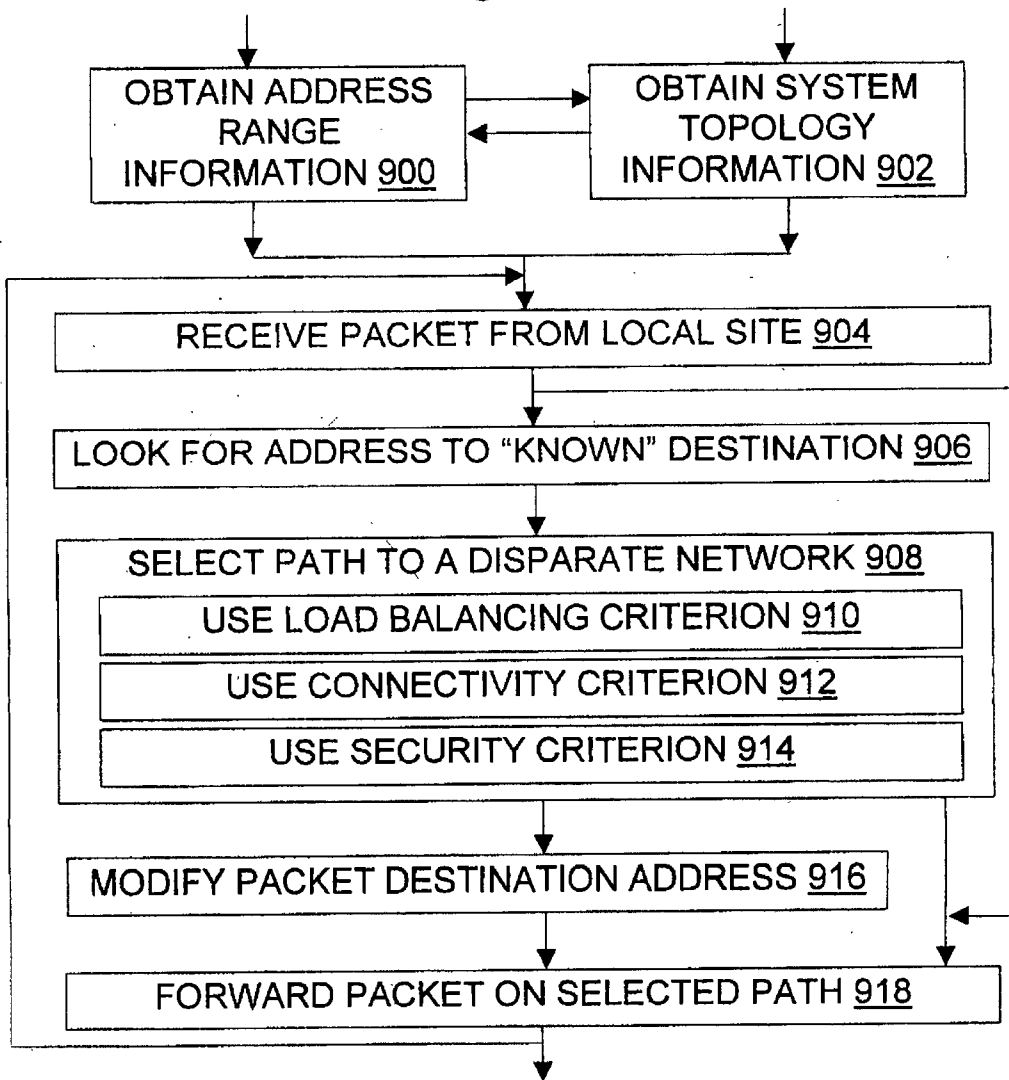 OBTAIN ADDRESS
RANGE
INFORMATION 900
OBTAIN SYSTEM
TOPOLOGY
INFORMATION 902
RECEIVE PACKET FROM LOCAL SITE 904
LOOK FOR ADDRESS TO “KNOWN” DESTINATION 906
SELECT PATH TO A DISPARATE NETWORK 908
USE LOAD BALANCING CRITERION 910
USE CONNECTIVITY CRITERION 912
USE SECURITY CRITERION 914
MODIFY PACKET DESTINATION ADDRESS 916
FORWARD PACKET ON SELECTED PATH 918